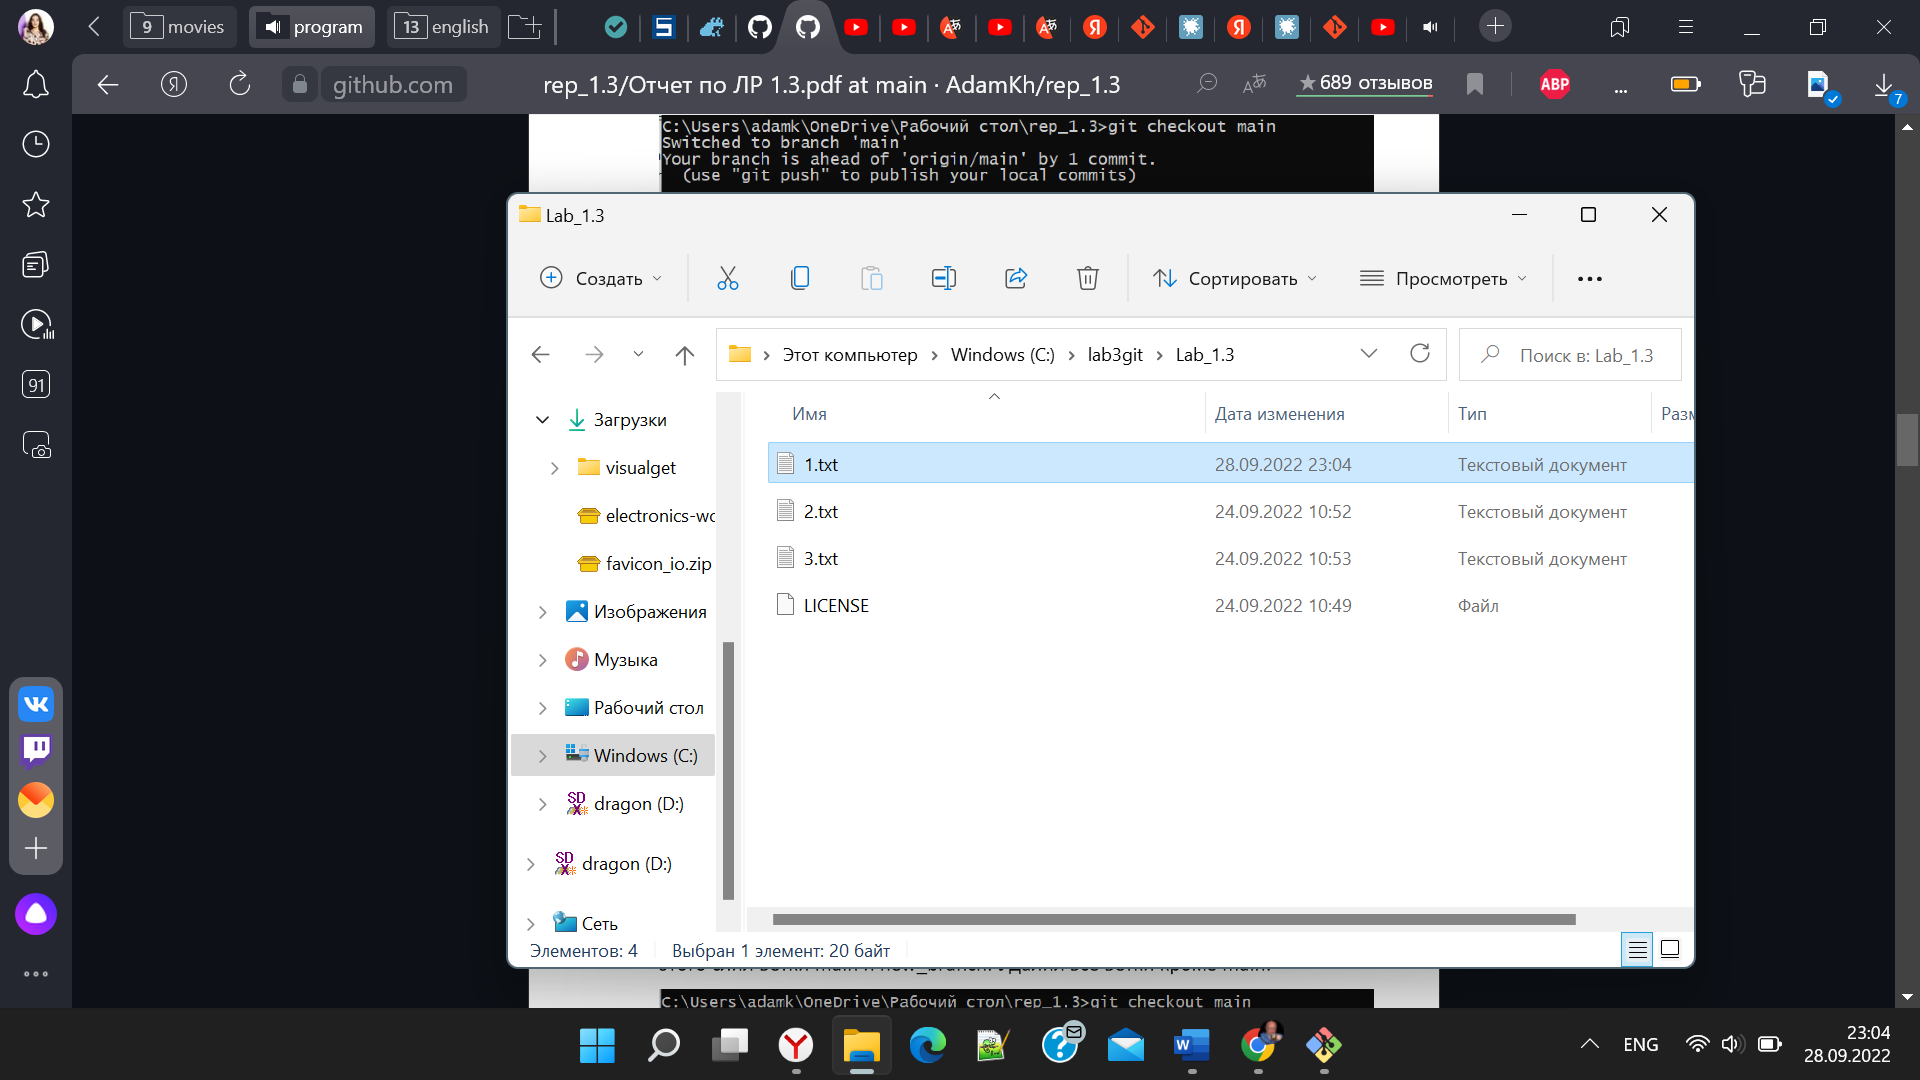 9 movies
program
13 english
github.com
rep_1.3/Отчет по ЛР 1.3.pdf at main · AdamKh/rep_1.3
★689 отзывов
ABP
...
7
C:\Users\adamk\OneDrive\Рабочий стол\rep_1.3>git checkout main
Switched to branch 'main'
Your branch is ahead of 'origin/main' by 1 commit.
(use "git push" to publish your local commits)
91
Lab_1.3
Создать
Сортировать
Просмотреть
Этот компьютер > Windows (C:) > lab3git > Lab_1.3
Поиск в: Lab_1.3
Загрузки
visualget
electronics-wo
favicon_io.zip
Изображения
Музыка
Рабочий стол
Windows (C:)
dragon (D:)
dragon (D:)
Сеть
Имя Дата изменения Тип Разм
1.txt 28.09.2022 23:04 Текстовый документ
2.txt 24.09.2022 10:52 Текстовый документ
3.txt 24.09.2022 10:53 Текстовый документ
LICENSE 24.09.2022 10:49 Файл
Элементов: 4 Выбран 1 элемент: 20 байт
C:\Users\adamk\OneDrive\Рабочий стол\rep_1.3>git checkout main
ENG
23:04
28.09.2022